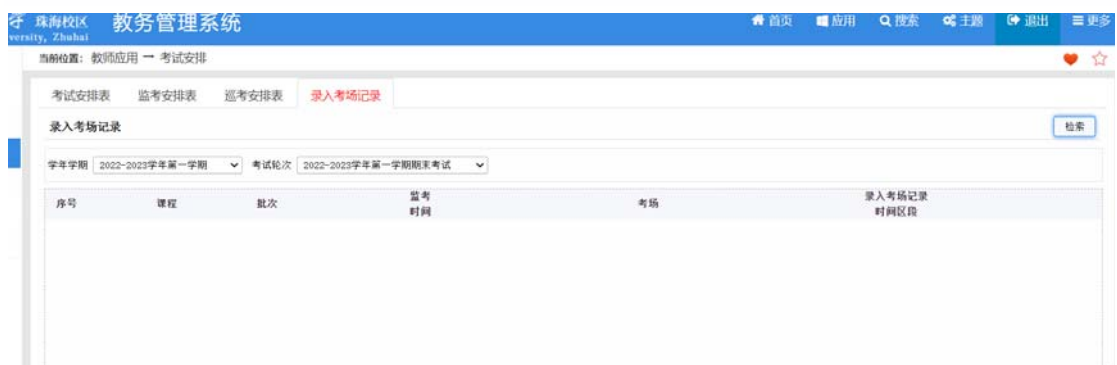 珠海校区 教务管理系统 首页 应用 搜索 主题 退出 更多
versity, Zhuhai
当前位置: 教师应用 → 考试安排
考试安排表 监考安排表 巡考安排表 录入考场记录
录入考场记录 检索
学年学期 2022-2023学年第一学期 考试轮次 2022-2023学年第一学期期末考试
序号 课程 批次 监考时间 考场 录入考场记录时间区段